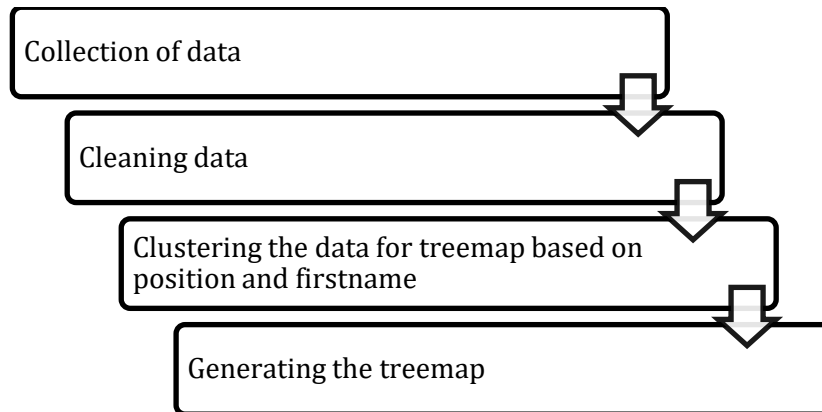 Collection of data
Cleaning data
Clustering the data for treemap based on
position and firstname
Generating the treemap